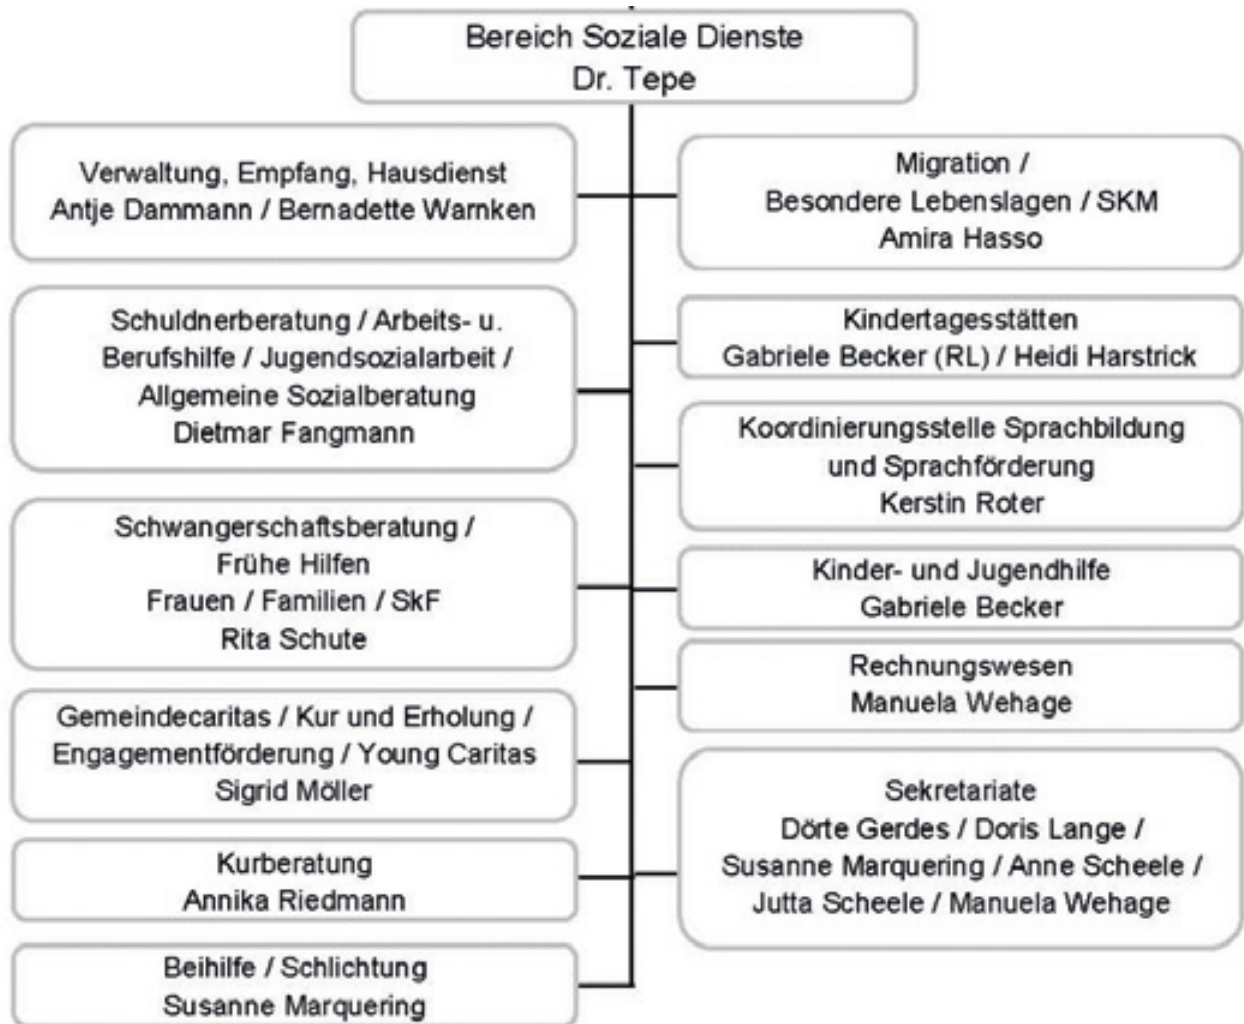 Bereich Soziale Dienste
Dr. Tepe
Verwaltung, Empfang, Hausdienst
Antje Dammann / Bernadette Warnken
Schuldnerberatung / Arbeits- u.
Berufshilfe / Jugendsozialarbeit /
Allgemeine Sozialberatung
Dietmar Fangmann
Schwangerschaftsberatung /
Frühe Hilfen
Frauen / Familien / SkF
Rita Schute
Gemeindecaritas / Kur und Erholung /
Engagementförderung / Young Caritas
Sigrid Möller
Kurberatung
Annika Riedmann
Beihilfe / Schlichtung
Susanne Marquering
Migration /
Besondere Lebenslagen / SKM
Amira Hasso
Kindertagesstätten
Gabriele Becker (RL) / Heidi Harstrick
Koordinierungsstelle Sprachbildung
und Sprachförderung
Kerstin Roter
Kinder- und Jugendhilfe
Gabriele Becker
Rechnungswesen
Manuela Wehage
Sekretariate
Dörte Gerdes / Doris Lange /
Susanne Marquering / Anne Scheele /
Jutta Scheele / Manuela Wehage